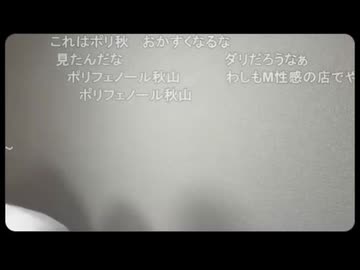 これはポリ秋　おかすくなるな
見たんだな
ダリだろうなぁ
ポリフェノール秋山
わしもM性感の店でや
ポリフェノール秋山
~